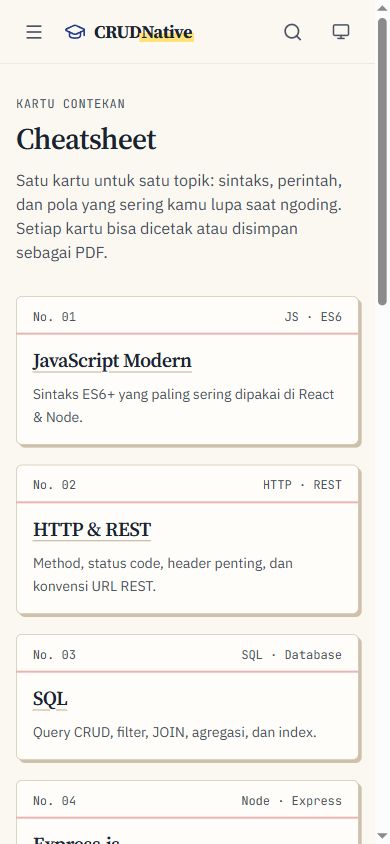 CRUDNative
KARTU CONTEKAN
Cheatsheet
Satu kartu untuk satu topik: sintaks, perintah,
dan pola yang sering kamu lupa saat ngoding.
Setiap kartu bisa dicetak atau disimpan
sebagai PDF.
No. 01 JS · ES6
JavaScript Modern
Sintaks ES6+ yang paling sering dipakai di React
& Node.
No. 02 HTTP · REST
HTTP & REST
Method, status code, header penting, dan
konvensi URL REST.
No. 03 SQL · Database
SQL
Query CRUD, filter, JOIN, agregasi, dan index.
No. 04 Node · Express
Express.js